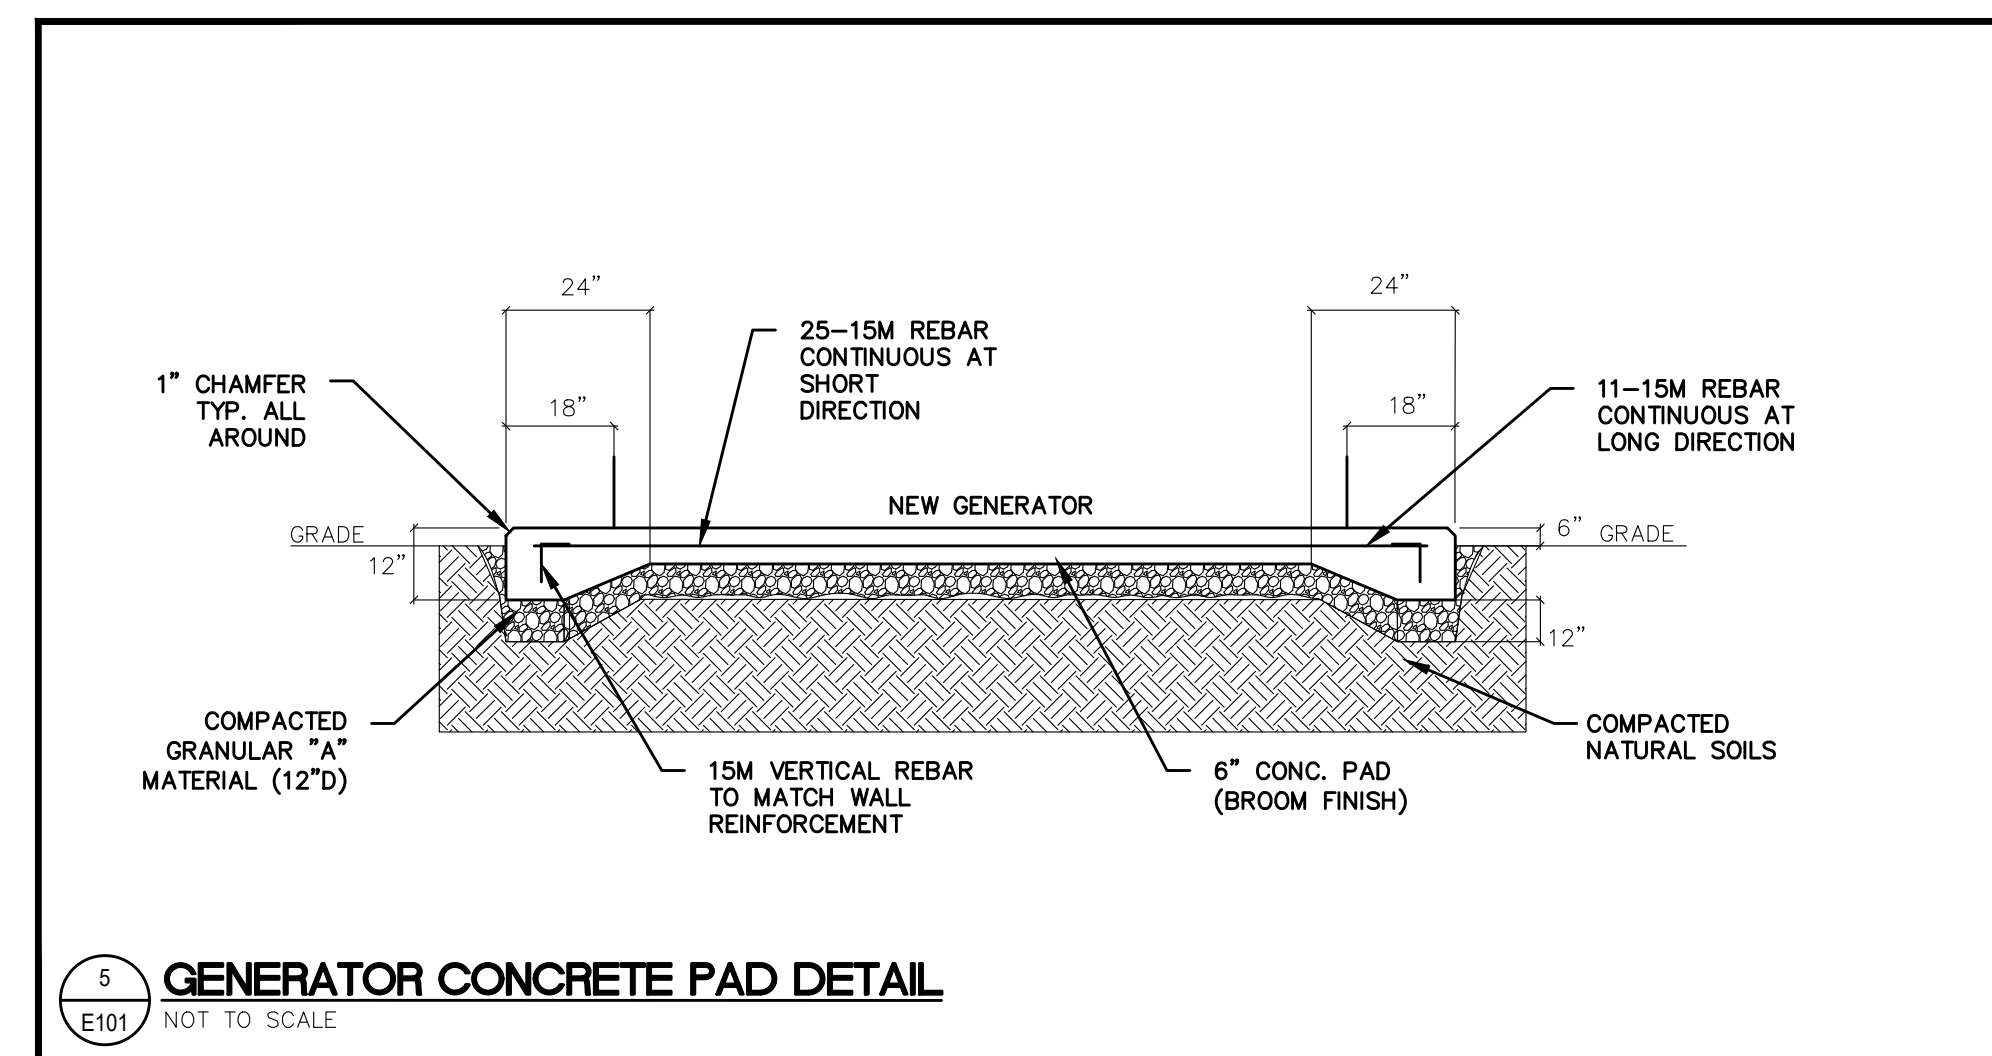 24”
24”
25-15M REBAR
CONTINUOUS AT
SHORT
DIRECTION
1” CHAMFER
TYP. ALL
AROUND
18”
18”
11-15M REBAR
CONTINUOUS AT
LONG DIRECTION
NEW GENERATOR
GRADE
12”
6”
GRADE
12”
COMPACTED
GRANULAR ”A”
MATERIAL (12”D)
15M VERTICAL REBAR
TO MATCH WALL
REINFORCEMENT
6” CONC. PAD
(BROOM FINISH)
COMPACTED
NATURAL SOILS
5
E101
GENERATOR CONCRETE PAD DETAIL
NOT TO SCALE